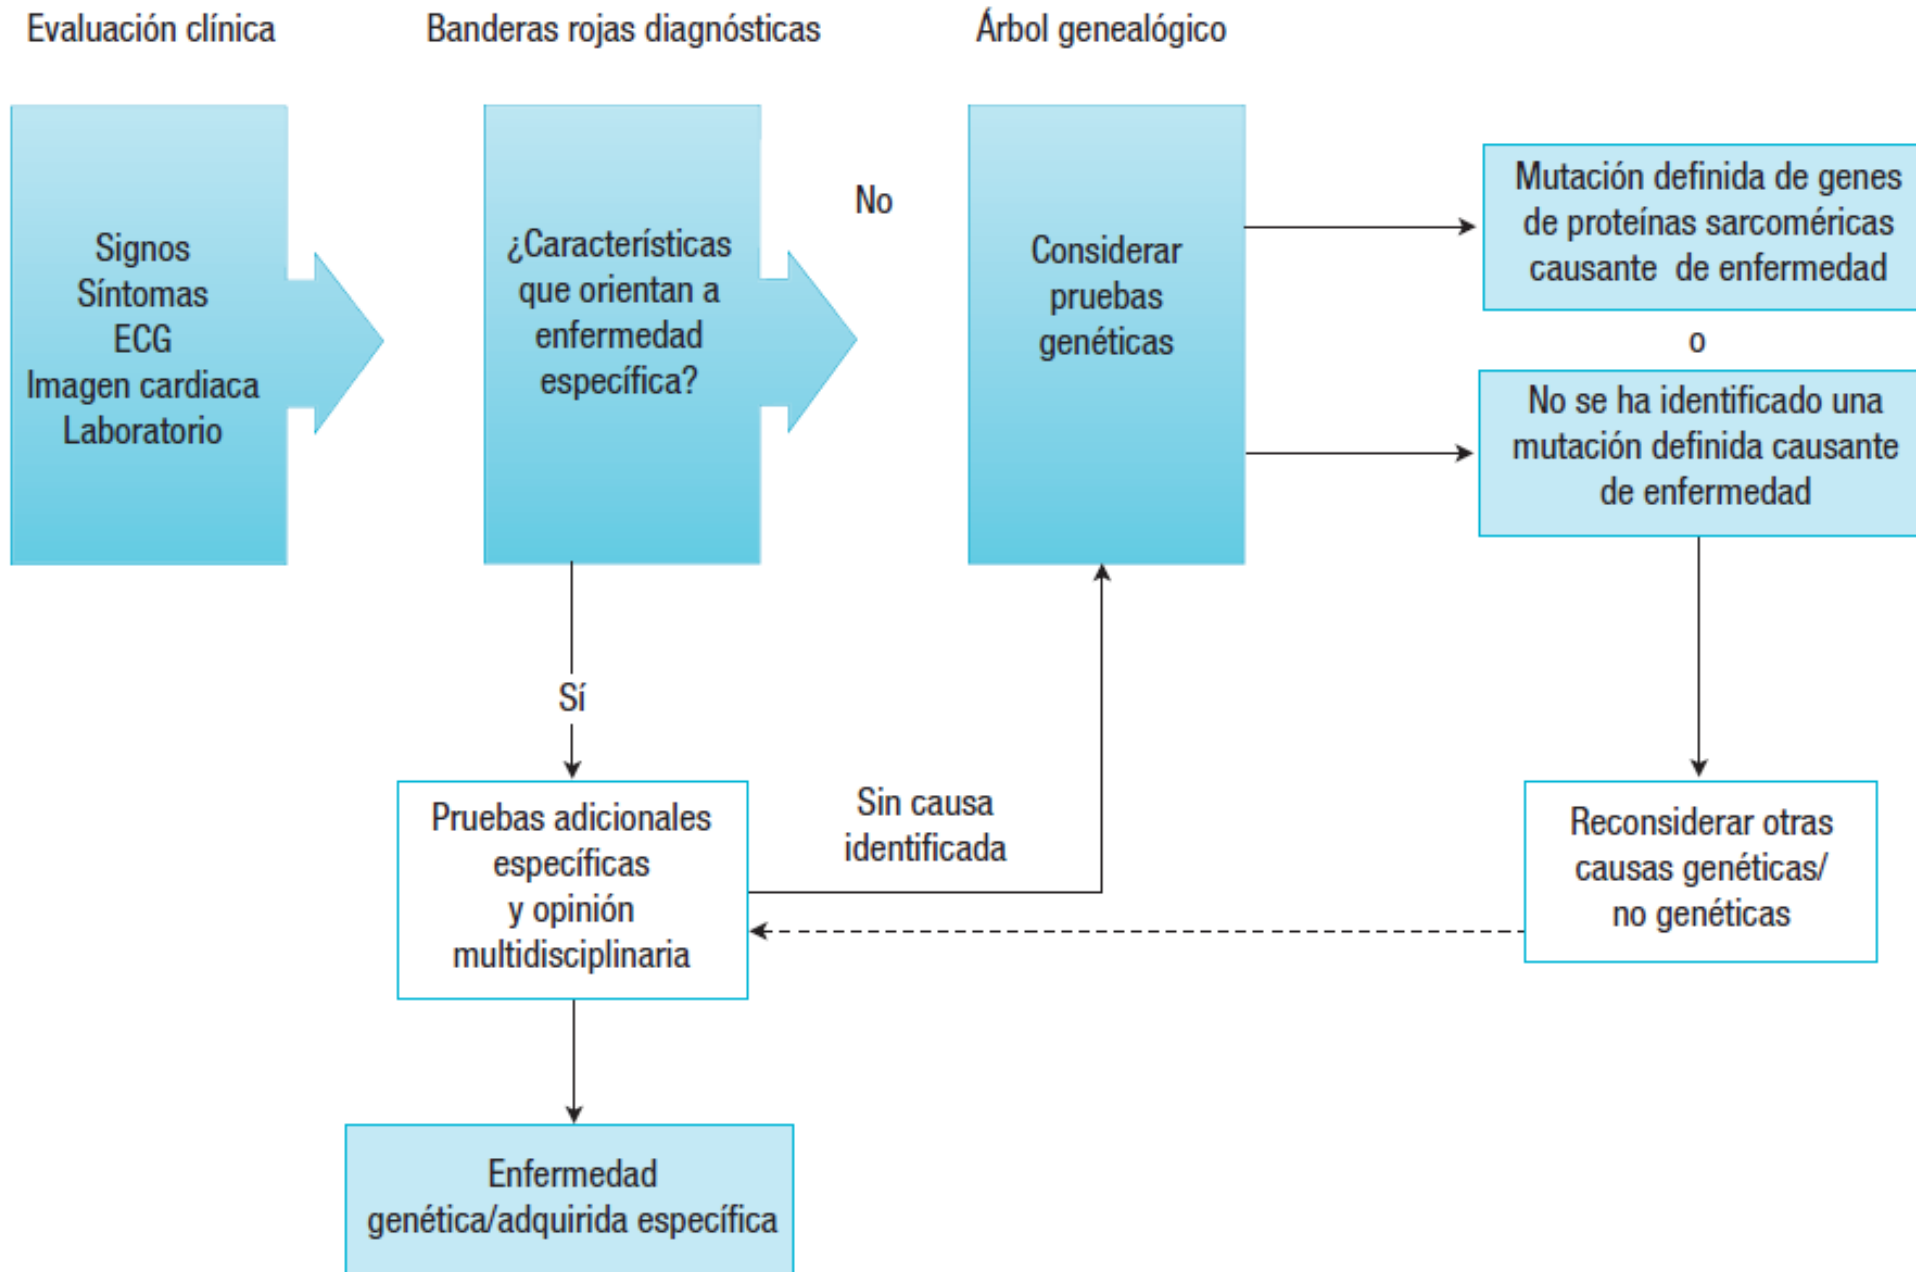 Evaluación clínica
Banderas rojas diagnósticas
Árbol genealógico
Signos
Síntomas
ECG
Imagen cardiaca
Laboratorio
¿Características
que orientan a
enfermedad
específica?
No
Considerar
pruebas
genéticas
Mutación definida de genes
de proteínas sarcoméricas
causante de enfermedad
o
No se ha identificado una
mutación definida causante
de enfermedad
Sí
Pruebas adicionales
específicas
y opinión
multidisciplinaria
Sin causa
identificada
Reconsiderar otras
causas genéticas/
no genéticas
Enfermedad
genética/adquirida específica